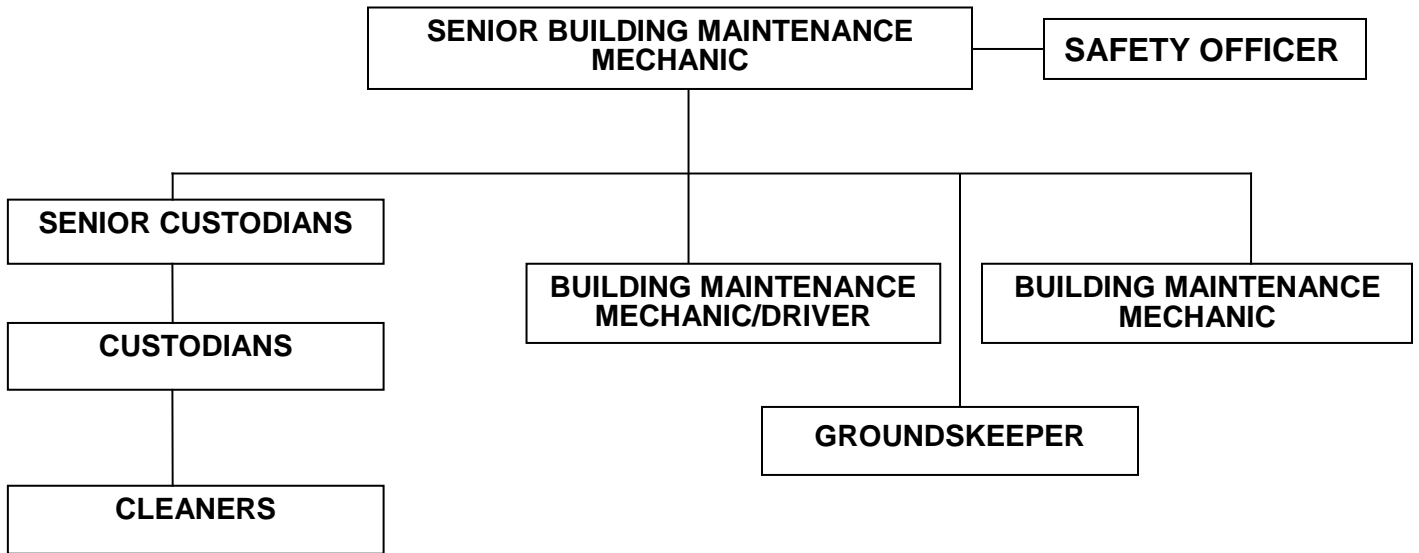 SENIOR BUILDING MAINTENANCE
MECHANIC
SAFETY OFFICER
SENIOR CUSTODIANS
BUILDING MAINTENANCE
MECHANIC/DRIVER
BUILDING MAINTENANCE
MECHANIC
CUSTODIANS
GROUNDSKEEPER
CLEANERS